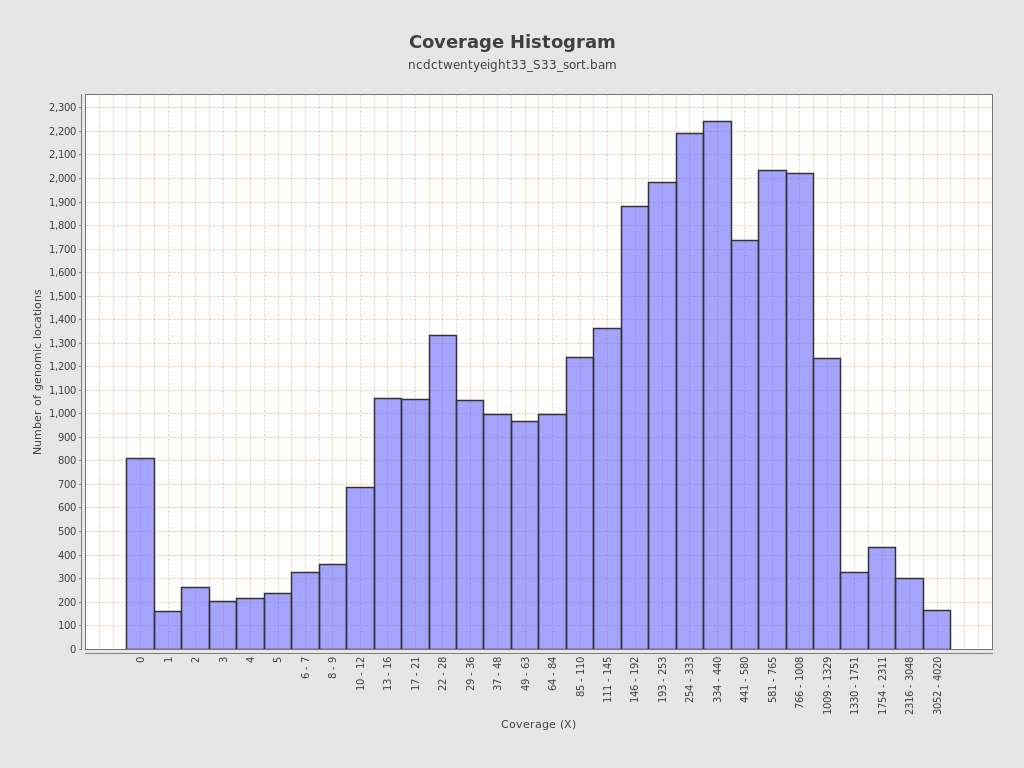 Coverage Histogram
ncdctwentyeight33_S33_sort.bam
Number of genomic locations
2,300
2,200
2,100
2,000
1,900
1,800
1,700
1,600
1,500
1,400
1,300
1,200
1,100
1,000
900
800
700
600
500
400
300
200
100
0
0
1
2
3
4
5
6 - 7
8 - 9
10 - 12
13 - 16
17 - 21
22 - 28
29 - 36
37 - 48
49 - 63
64 - 84
85 - 110
111 - 145
146 - 192
193 - 253
254 - 333
334 - 440
441 - 580
581 - 765
766 - 1008
1009 - 1329
1330 - 1751
1754 - 2311
2316 - 3048
3052 - 4020
Coverage (X)